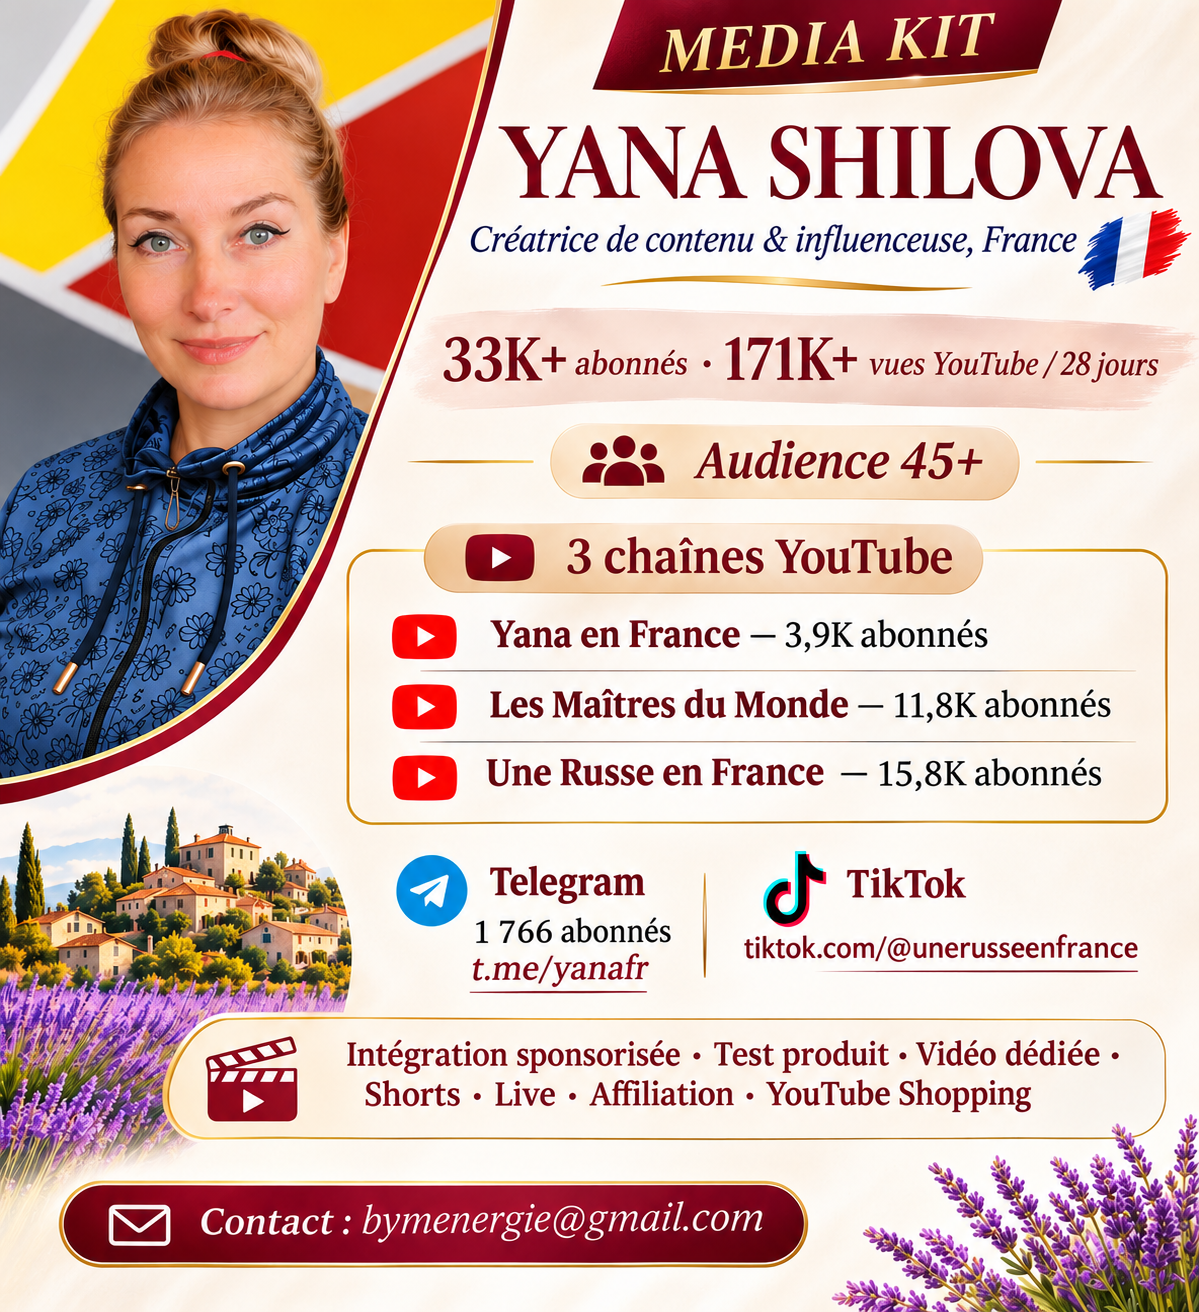 MEDIA KIT
YANA SHILOVA
Créatrice de contenu & influenceuse, France
33K+ abonnés · 171K+ vues YouTube / 28 jours
Audience 45+
3 chaînes YouTube
Yana en France — 3,9K abonnés
Les Maîtres du Monde — 11,8K abonnés
Une Russe en France — 15,8K abonnés
Telegram
1 766 abonnés
t.me/yanafr
TikTok
tiktok.com/@unerusseenfrance
Intégration sponsorisée • Test produit • Vidéo dédiée •
Shorts • Live • Affiliation • YouTube Shopping
Contact : bymenergie@gmail.com